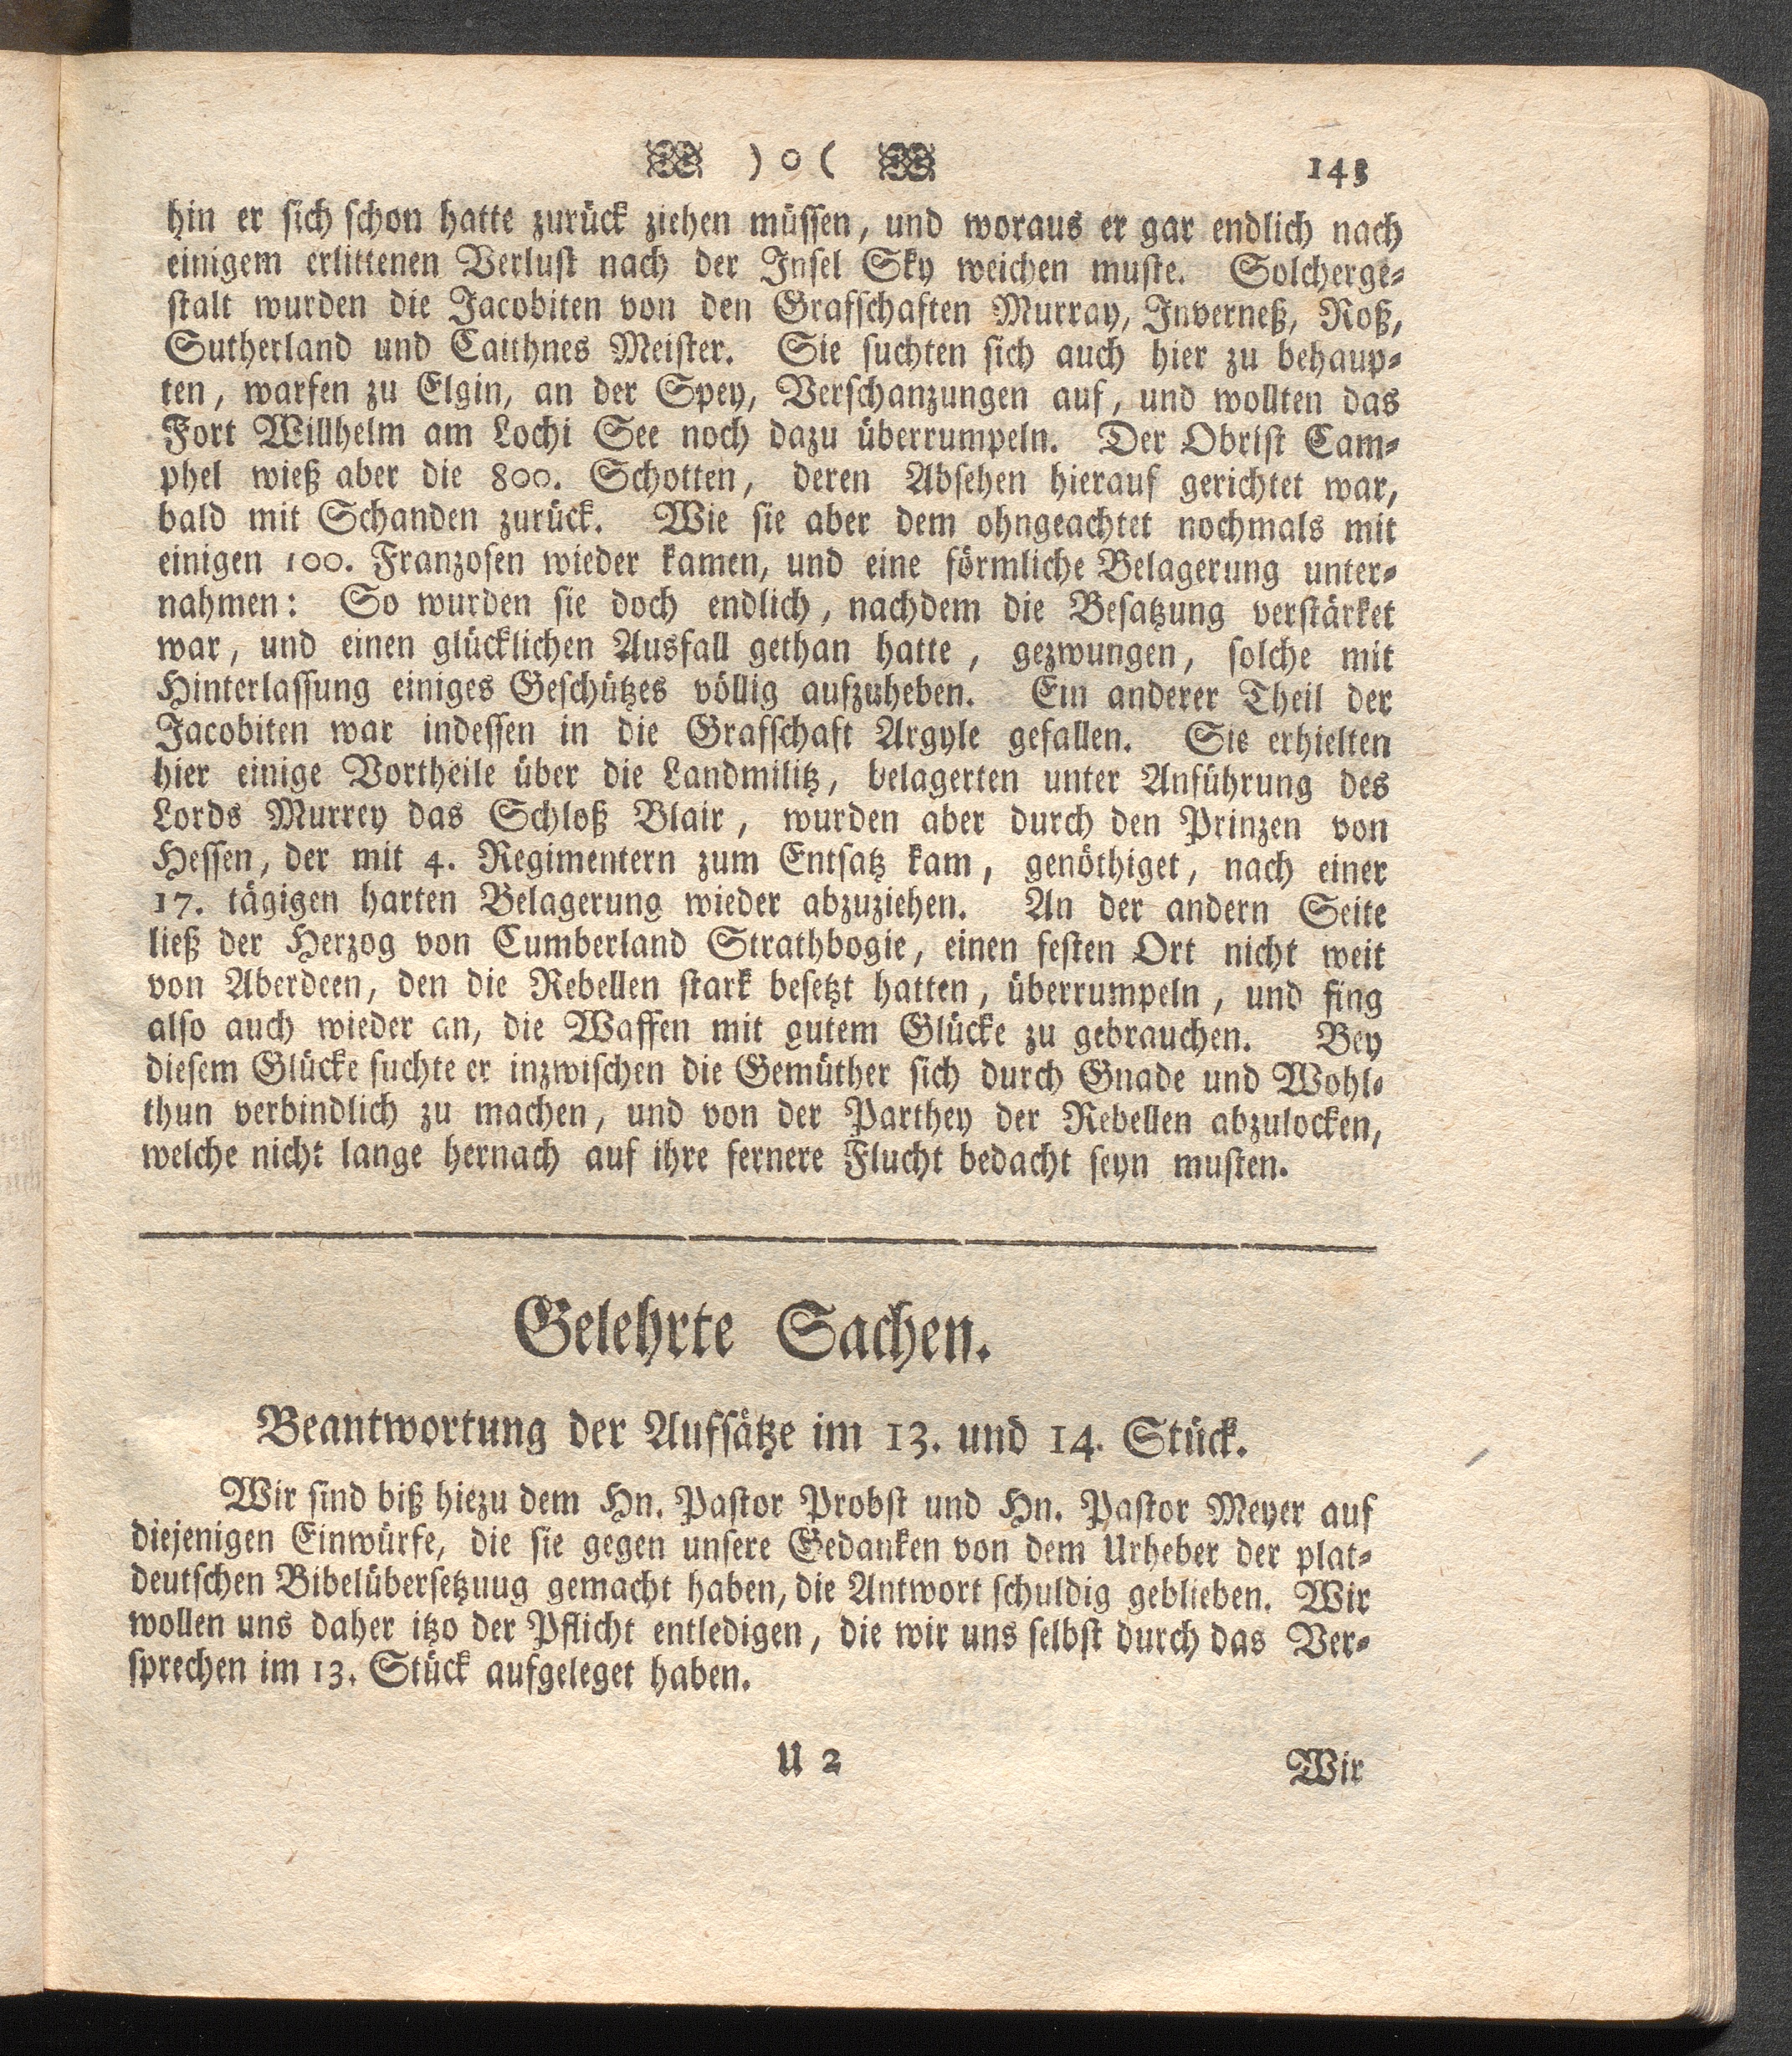 ) o ( 143
hin er sich schon hatte zurück ziehen müssen, und woraus er gar endlich nach
einigem erlittenen Verlust nach der Insel Sky weichen muste. Solcherge=
stalt wurden die Jacobiten von den Grafschaften Murray, Inverneß, Roß,
Sutherland und Caithnes Meister. Sie suchten sich auch hier zu behaup=
ten, warfen zu Elgin, an der Spey, Verschanzungen auf, und wollten das
Fort Willhelm am Lochi See noch dazu überrumpeln. Der Obrist Cam=
phel wieß aber die 800. Schotten, deren Absehen hierauf gerichtet war,
bald mit Schanden zurück. Wie sie aber dem ohngeachtet nochmals mit
einigen 100. Franzosen wieder kamen, und eine förmliche Belagerung unter=
nahmen: So wurden sie doch endlich, nachdem die Besatzung verstärket
war, und einen glücklichen Ausfall gethan hatte, gezwungen, solche mit
Hinterlassung einiges Geschützes völlig aufzuheben. Ein anderer Theil der
Jacobiten war indessen in die Grafschaft Argyle gefallen. Sie erhielten
hier einige Vortheile über die Landmilitz, belagerten unter Anführung des
Lords Murrey das Schloß Blair, wurden aber durch den Prinzen von
Hessen, der mit 4. Regimentern zum Entsatz kam, genöthiget, nach einer
17. tägigen harten Belagerung wieder abzuziehen. An der andern Seite
ließ der Herzog von Cumberland Strathbogie, einen festen Ort nicht weit
von Aberdeen, den die Rebellen stark besetzt hatten, überrumpeln, und fing
also auch wieder an, die Waffen mit gutem Glücke zu gebrauchen. Bey
diesem Glücke suchte er inzwischen die Gemüther sich durch Gnade und Wohl=
thun verbindlich zu machen, und von der Parthey der Rebellen abzulocken,
welche nicht lange hernach auf ihre fernere Flucht bedacht seyn musten.
Gelehrte Sachen.
Beantwortung der Aufsätze im 13. und 14. Stück.
Wir sind biß hiezu dem Hn. Pastor Probst und Hn. Pastor Meyer auf
diejenigen Einwürfe, die sie gegen unsere Gedanken von dem Urheber der plat=
deutschen Bibelübersetzuug gemacht haben, die Antwort schuldig geblieben. Wir
wollen uns daher itzo der Pflicht entledigen, die wir uns selbst durch das Ver=
sprechen im 13. Stück aufgeleget haben.
U 2 Wir